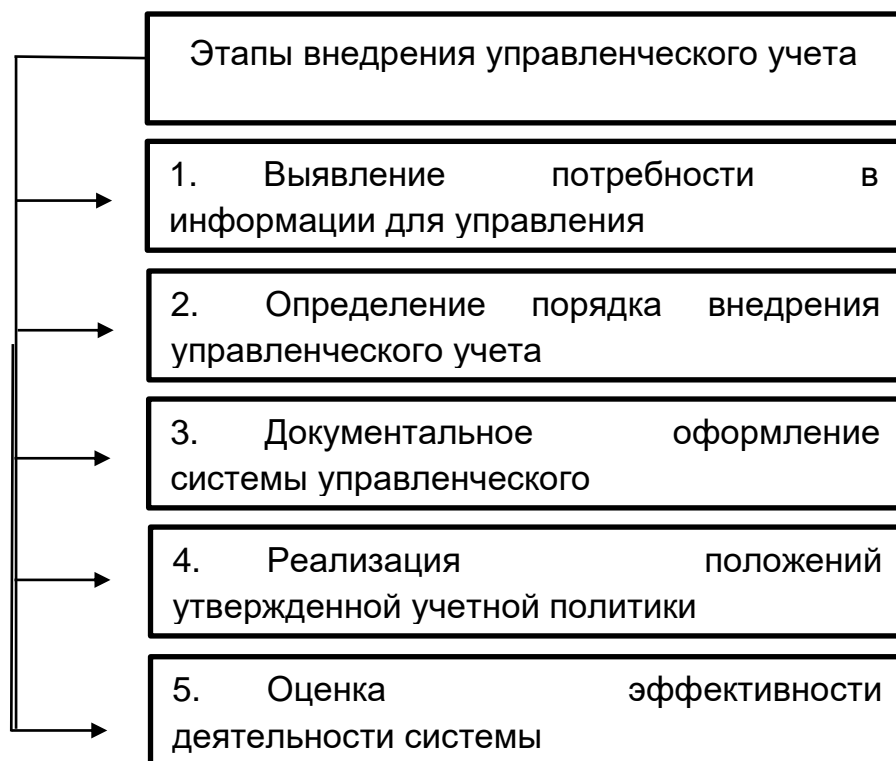 Этапы внедрения управленческого учета
1. Выявление потребности в
информации для управления
2. Определение порядка внедрения
управленческого учета
3. Документальное оформление
системы управленческого
4. Реализация положений
утвержденной учетной политики
5. Оценка эффективности
деятельности системы